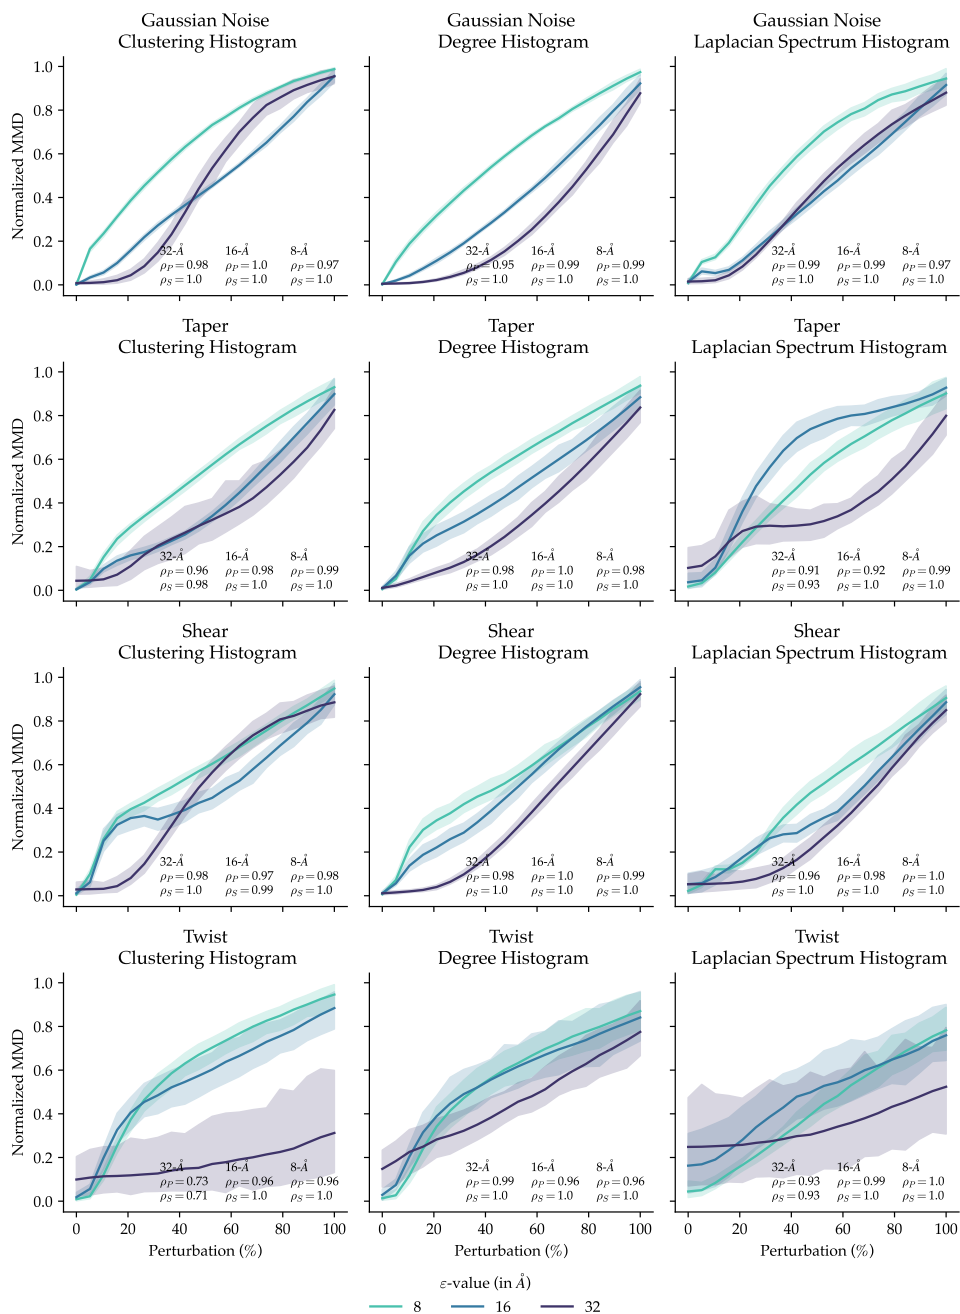 Gaussian Noise
Clustering Histogram
Gaussian Noise
Degree Histogram
Gaussian Noise
Laplacian Spectrum Histogram
Normalized MMD
1.0
0.8
0.6
0.4
0.2
0.0
32-Å 16-Å 8-Å
ρP = 0.98 ρP = 1.0 ρP = 0.97
ρS = 1.0 ρS = 1.0 ρS = 1.0
32-Å 16-Å 8-Å
ρP = 0.95 ρP = 0.99 ρP = 0.99
ρS = 1.0 ρS = 1.0 ρS = 1.0
32-Å 16-Å 8-Å
ρP = 0.99 ρP = 0.99 ρP = 0.97
ρS = 1.0 ρS = 1.0 ρS = 1.0
Taper
Clustering Histogram
Taper
Degree Histogram
Taper
Laplacian Spectrum Histogram
Normalized MMD
1.0
0.8
0.6
0.4
0.2
0.0
32-Å 16-Å 8-Å
ρP = 0.96 ρP = 0.98 ρP = 0.99
ρS = 0.98 ρS = 1.0 ρS = 1.0
32-Å 16-Å 8-Å
ρP = 0.98 ρP = 1.0 ρP = 0.98
ρS = 1.0 ρS = 1.0 ρS = 1.0
32-Å 16-Å 8-Å
ρP = 0.91 ρP = 0.92 ρP = 0.99
ρS = 0.93 ρS = 1.0 ρS = 1.0
Shear
Clustering Histogram
Shear
Degree Histogram
Shear
Laplacian Spectrum Histogram
Normalized MMD
1.0
0.8
0.6
0.4
0.2
0.0
32-Å 16-Å 8-Å
ρP = 0.98 ρP = 0.97 ρP = 0.98
ρS = 1.0 ρS = 0.99 ρS = 1.0
32-Å 16-Å 8-Å
ρP = 0.98 ρP = 1.0 ρP = 0.99
ρS = 1.0 ρS = 1.0 ρS = 1.0
32-Å 16-Å 8-Å
ρP = 0.96 ρP = 0.98 ρP = 1.0
ρS = 1.0 ρS = 1.0 ρS = 1.0
Twist
Clustering Histogram
Twist
Degree Histogram
Twist
Laplacian Spectrum Histogram
Normalized MMD
1.0
0.8
0.6
0.4
0.2
0.0
32-Å 16-Å 8-Å
ρP = 0.73 ρP = 0.96 ρP = 0.96
ρS = 0.71 ρS = 1.0 ρS = 1.0
32-Å 16-Å 8-Å
ρP = 0.99 ρP = 0.96 ρP = 0.96
ρS = 1.0 ρS = 1.0 ρS = 1.0
32-Å 16-Å 8-Å
ρP = 0.93 ρP = 0.99 ρP = 1.0
ρS = 0.93 ρS = 1.0 ρS = 1.0
0 20 40 60 80 100
0 20 40 60 80 100
0 20 40 60 80 100
Perturbation (%)
Perturbation (%)
Perturbation (%)
ε-value (in Å)
8 16 32